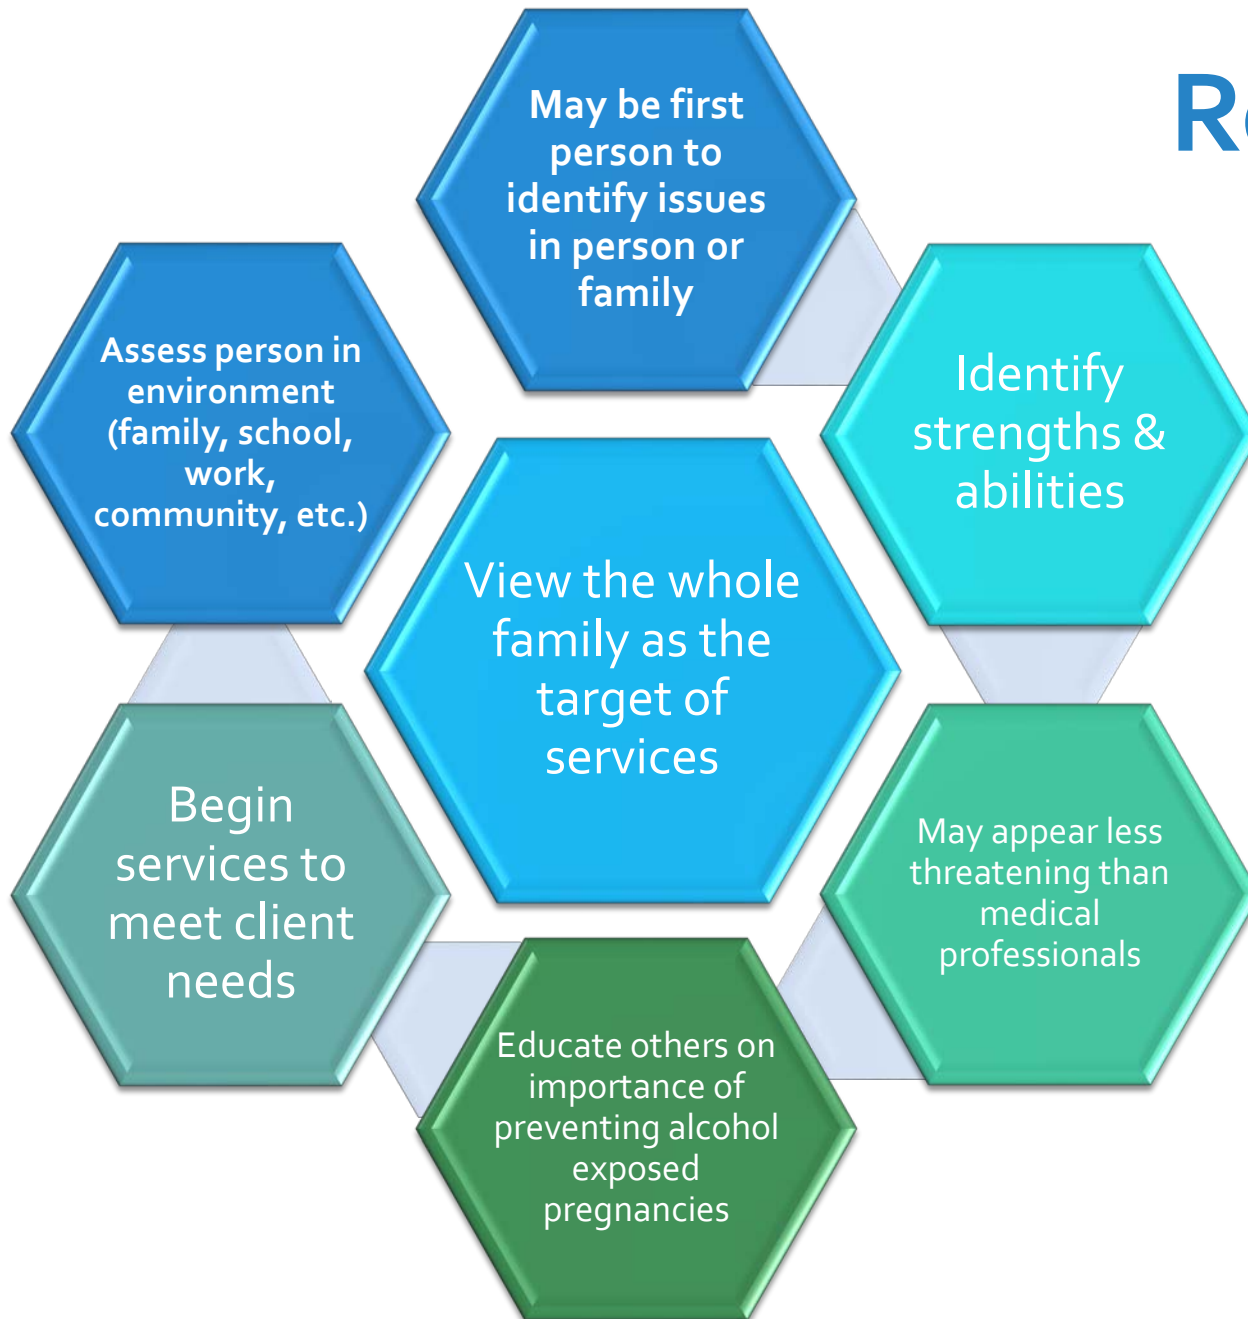 May be first
person to
identify issues
in person or
family
Identify
strengths &
abilities
May appear less
threatening than
medical
professionals
Educate others on
importance of
preventing alcohol
exposed
pregnancies
Begin
services to
meet client
needs
Assess person in
environment
(family, school,
work,
community, etc.)
View the whole
family as the
target of
services